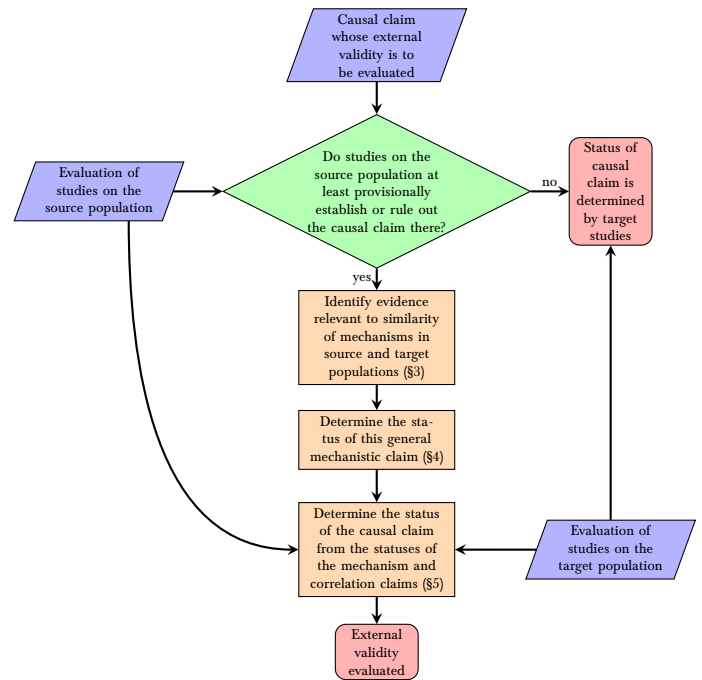 Causal claim
whose external
validity is to
be evaluated
Evaluation of
studies on the
source population
Do studies on the
source population at
least provisionally
establish or rule out
the causal claim there?
no
Status of
causal
claim is
determined
by target
studies
yes
Identify evidence
relevant to similarity
of mechanisms in
source and target
populations (§3)
Determine the sta-
tus of this general
mechanistic claim (§4)
Determine the status
of the causal claim
from the statuses of
the mechanism and
correlation claims (§5)
Evaluation of
studies on the
target population
External
validity
evaluated